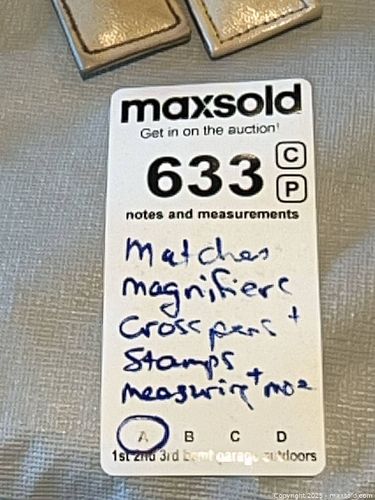 maxsold
Get in on the auction!
633 C
P
notes and measurements
Matches
magnifiers
Cross pens +
Stamps
measuring + more
A B C D
1st 2nd 3rd bsmt garage outdoors
Copyright 2025 - maxsold.com